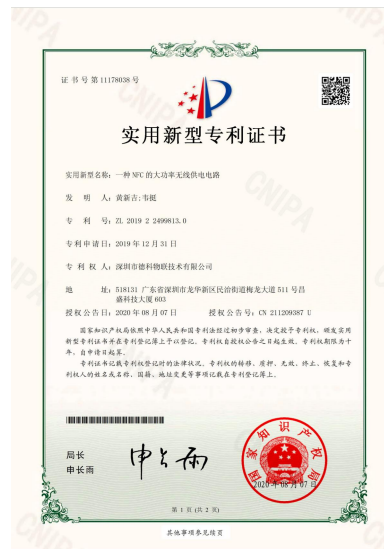 证书号第11178038号
实用新型专利证书
实用新型名称：一种NFC的大功率无线供电电路
发 明 人：黄新吉;韦挺
专 利 号：ZL 2019 2 2499813.0
专利申请日：2019年12月31日
专 利 权 人：深圳市德科物联技术有限公司
地 址：518131 广东省深圳市龙华新区民治街道梅龙大道511号吕
盛科技大厦603
授权公告日：2020年08月07日 授权公告号：CN 211209387 U
国家知识产权局依照中华人民共和国专利法经过初步审查，决定授予专利权，颁发实用
新型专利证书并在专利登记簿上予以登记。专利权自授权公告之日起生效。专利权期限为十
年，自申请日起算。
专利证书记载专利权登记时的法律状况。专利权的转移、质押、无效、终止、恢复和专
利权人的姓名或名称、国籍、地址变更等事项记载在专利登记簿上。
局长
申长雨
申长雨
国家知识产权局
2020年08月07日
第 1 页 (共 2 页)
其他事项参见续页
CNIPA